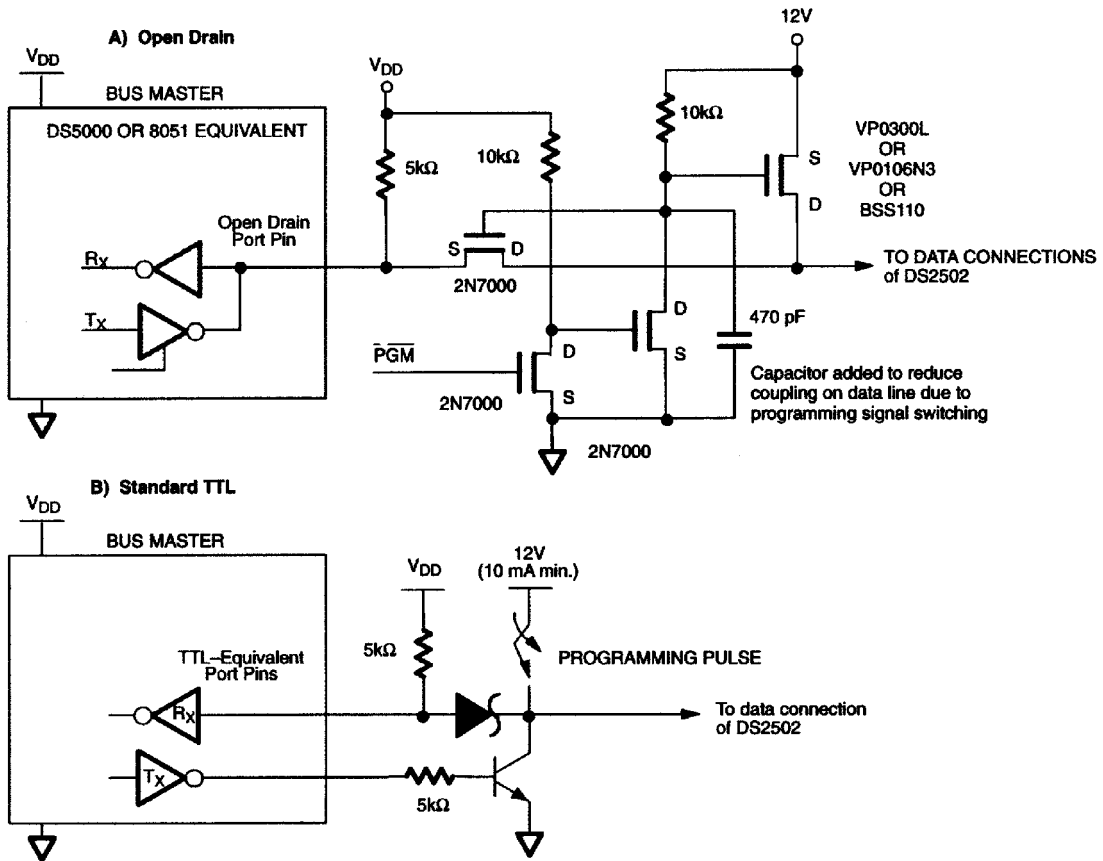 A) Open Drain
VDD
BUS MASTER
DS5000 OR 8051 EQUIVALENT
Open Drain
Port Pin
RX
TX
VDD
5kΩ
10kΩ
S
D
2N7000
PGM
2N7000
D
S
D
S
2N7000
10kΩ
12V
S
D
VP0300L
OR
VP0106N3
OR
BSS110
TO DATA CONNECTIONS
of DS2502
470 pF
Capacitor added to reduce
coupling on data line due to
programming signal switching
B) Standard TTL
VDD
BUS MASTER
TTL–Equivalent
Port Pins
RX
TX
VDD
5kΩ
5kΩ
12V
(10 mA min.)
PROGRAMMING PULSE
To data connection
of DS2502